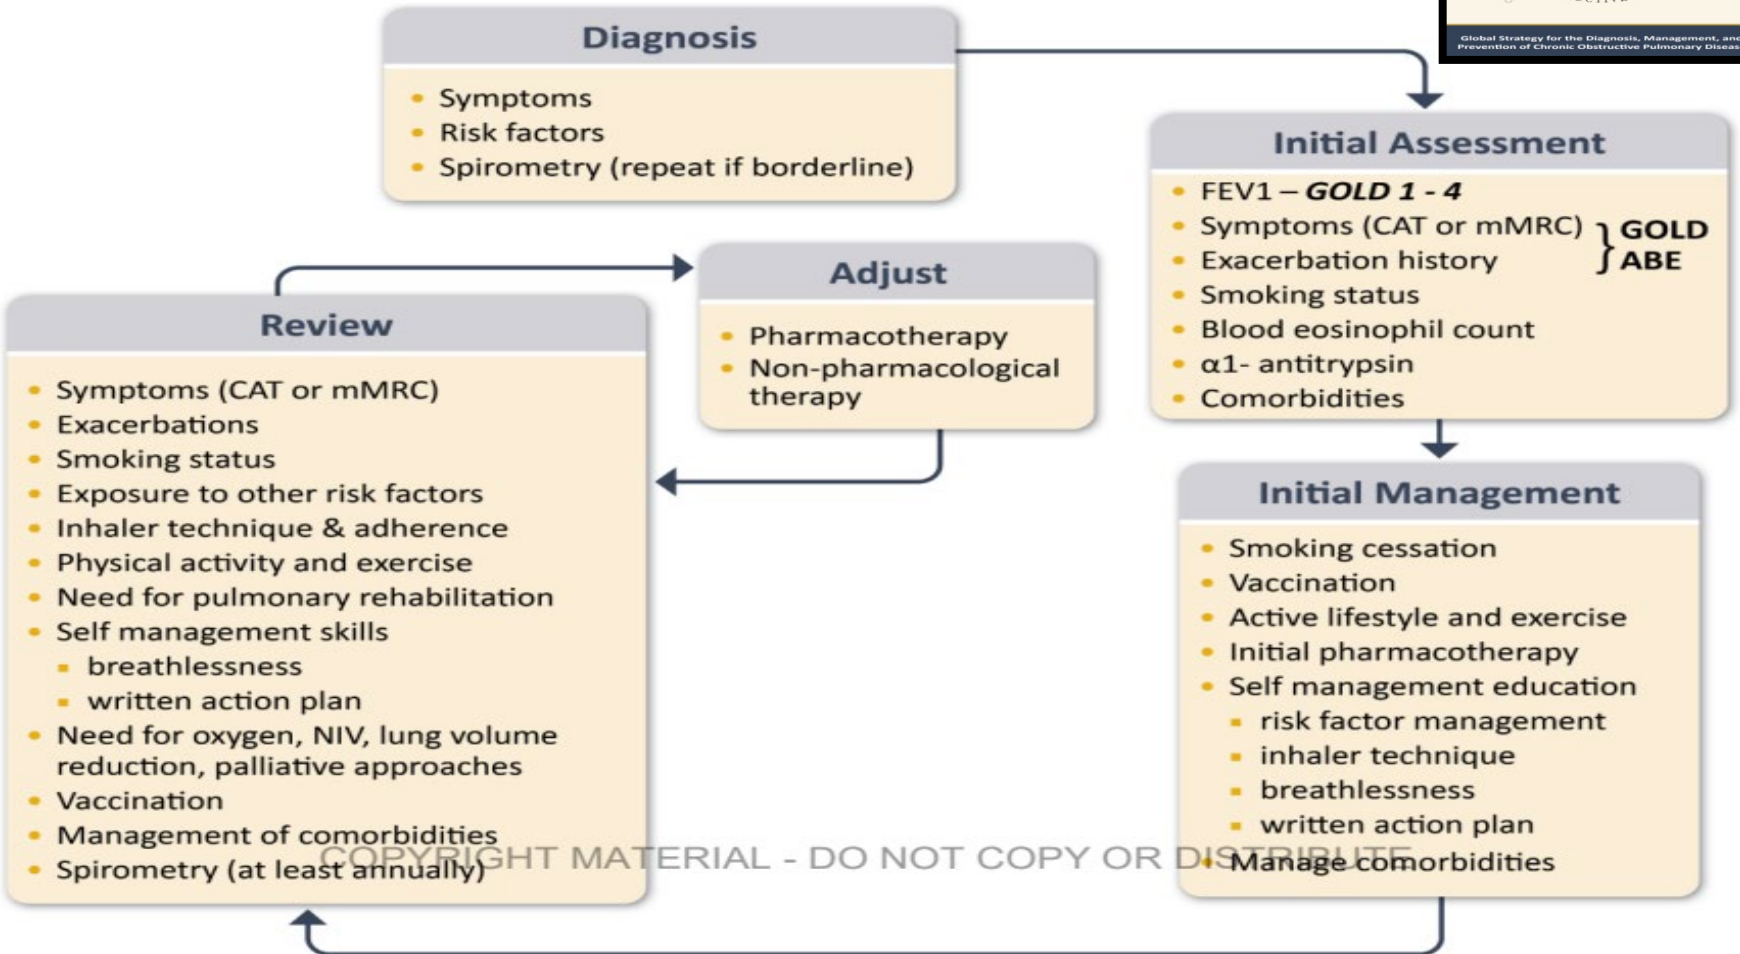 Global Strategy for the Diagnosis, Management, and
Prevention of Chronic Obstructive Pulmonary Diseas
Diagnosis
• Symptoms
• Risk factors
• Spirometry (repeat if borderline)
Initial Assessment
• FEV1 – GOLD 1 - 4
• Symptoms (CAT or mMRC) } GOLD
• Exacerbation history } ABE
• Smoking status
• Blood eosinophil count
• α1- antitrypsin
• Comorbidities
Adjust
• Pharmacotherapy
• Non-pharmacological
therapy
Review
• Symptoms (CAT or mMRC)
• Exacerbations
• Smoking status
• Exposure to other risk factors
• Inhaler technique & adherence
• Physical activity and exercise
• Need for pulmonary rehabilitation
• Self management skills
▪ breathlessness
▪ written action plan
• Need for oxygen, NIV, lung volume
reduction, palliative approaches
• Vaccination
• Management of comorbidities
• Spirometry (at least annually)
Initial Management
• Smoking cessation
• Vaccination
• Active lifestyle and exercise
• Initial pharmacotherapy
• Self management education
▪ risk factor management
▪ inhaler technique
▪ breathlessness
▪ written action plan
• Manage comorbidities
COPYRIGHT MATERIAL - DO NOT COPY OR DISTRIBUTE